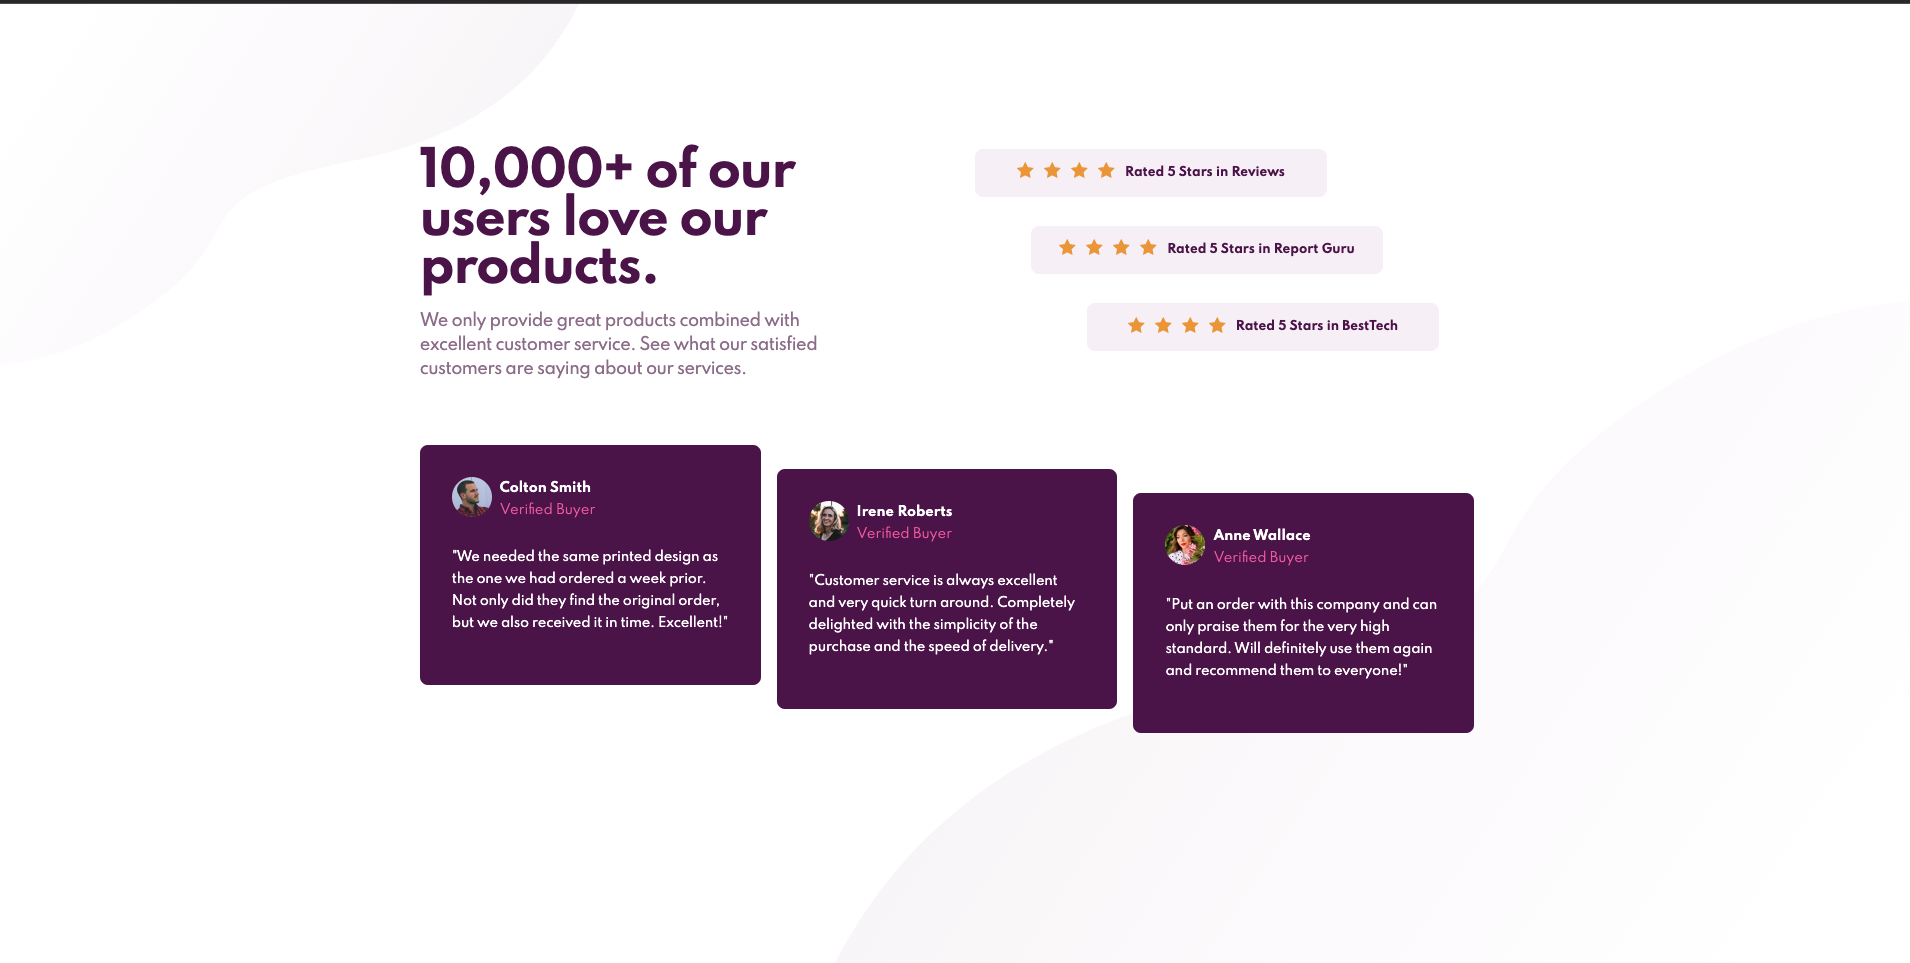 10,000+ of our
users love our
products.
We only provide great products combined with
excellent customer service. See what our satisfied
customers are saying about our services.
Rated 5 Stars in Reviews
Rated 5 Stars in Report Guru
Rated 5 Stars in BestTech
Colton Smith
Verified Buyer
"We needed the same printed design as
the one we had ordered a week prior.
Not only did they find the original order,
but we also received it in time. Excellent!"
Irene Roberts
Verified Buyer
"Customer service is always excellent
and very quick turn around. Completely
delighted with the simplicity of the
purchase and the speed of delivery."
Anne Wallace
Verified Buyer
"Put an order with this company and can
only praise them for the very high
standard. Will definitely use them again
and recommend them to everyone!"